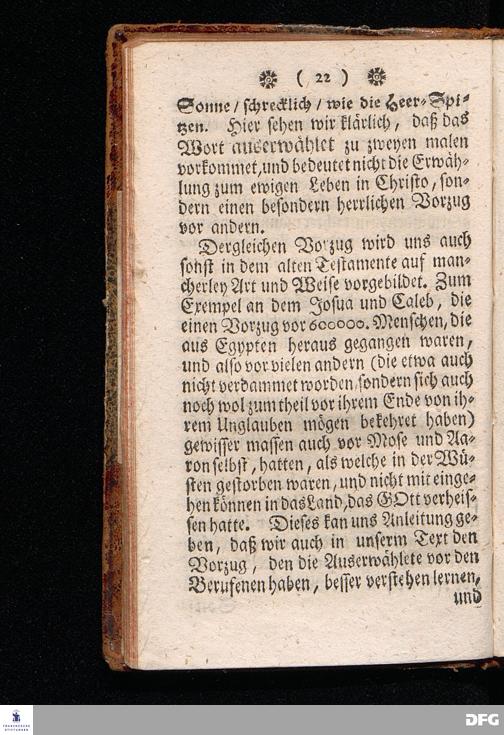 ( 22 )
Sonne / schrecklich / wie die Heer-Spi-
tzen. Hier sehen wir klärlich, daß das
Wort auserwählet zu zweyen malen
vorkommet, und bedeutet nicht die Erwäh-
lung zum ewigen Leben in Christo, son-
dern einen besondern herrlichen Vorzug
vor andern.
Dergleichen Vorzug wird uns auch
sonst in dem alten Testamente auf man-
cherley Art und Weise vorgebildet. Zum
Exempel an dem Josua und Caleb, die
einen Vorzug vor 600000. Menschen, die
aus Egypten heraus gegangen waren,
und also vor vielen andern (die etwa auch
nicht verdammet worden, sondern sich auch
noch wol zum theil vor ihrem Ende von ih-
rem Unglauben mögen bekehret haben)
gewisser massen auch vor Mose und Aa-
ron selbst, hatten, als welche in der Wü-
sten gestorben waren, und nicht mit einge-
hen können in das Land, das GOtt verheis-
sen hatte. Dieses kan uns Anleitung ge-
ben, daß wir auch in unserm Text den
Vorzug, den die Auserwählete vor den
Berufenen haben, besser verstehen lernen,
und
FRANCKESCHE
STIFTUNGEN
DFG